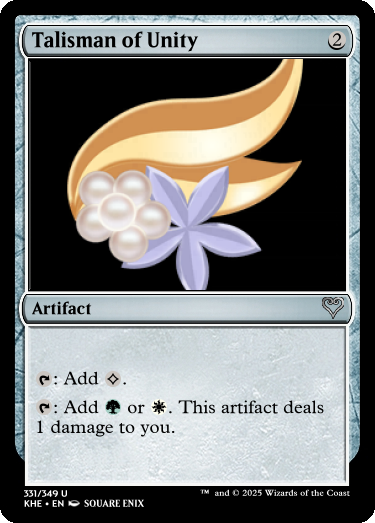 Talisman of Unity 2
Artifact
: Add .
: Add or . This artifact deals
1 damage to you.
331/349 U
KHE • EN SQUARE ENIX
™ and © 2025 Wizards of the Coast